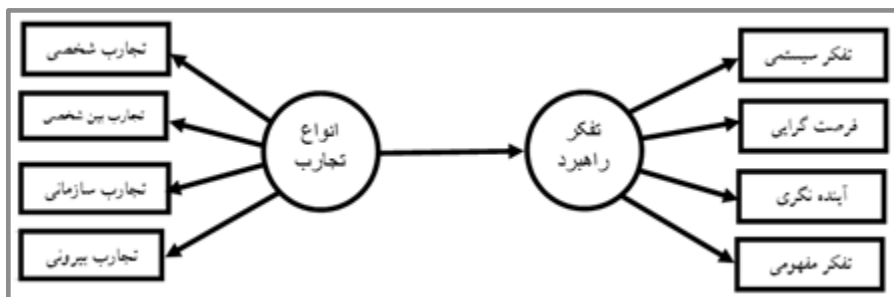 تفکر سیستمی
فرصت گرایی
آینده نگری
تفکر مفهومی
تفکر
راهبرد
انواع
تجارب
تجارب شخصی
تجارب بین شخصی
تجارب سازمانی
تجارب بیرونی